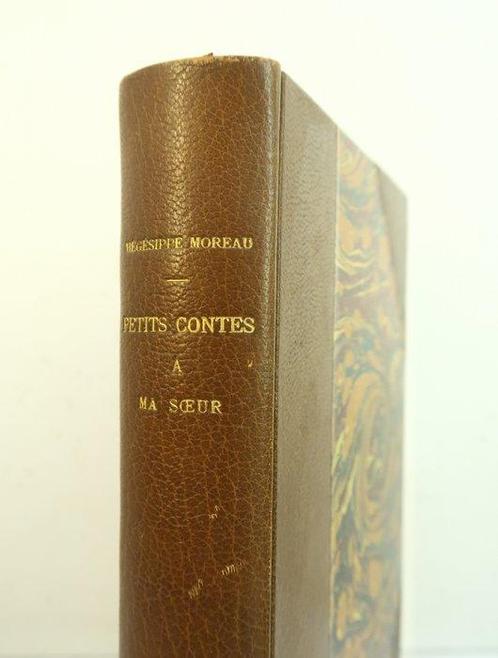 HÉGÉSIPPE MOREAU
PETITS CONTES
A
MA SŒUR